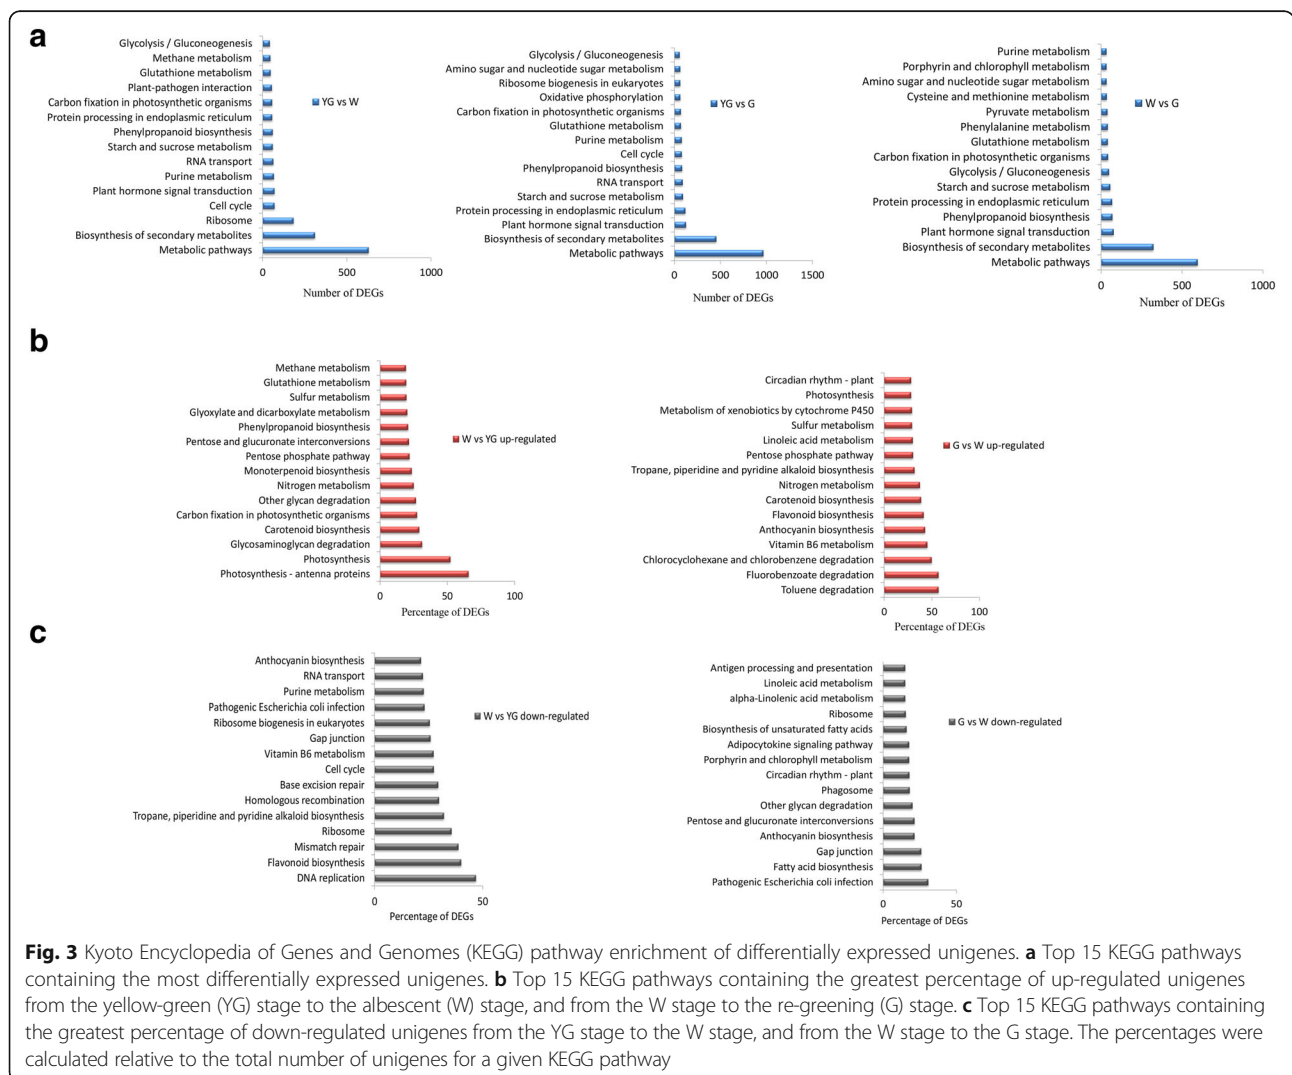 a
Glycolysis / Gluconeogenesis
Methane metabolism
Glutathione metabolism
Plant-pathogen interaction
Carbon fixation in photosynthetic organisms
Protein processing in endoplasmic reticulum
Phenylpropanoid biosynthesis
Starch and sucrose metabolism
RNA transport
Purine metabolism
Plant hormone signal transduction
Cell cycle
Ribosome
Biosynthesis of secondary metabolites
Metabolic pathways
YG vs W
0 500 1000
Number of DEGs
Glycolysis / Gluconeogenesis
Amino sugar and nucleotide sugar metabolism
Ribosome biogenesis in eukaryotes
Oxidative phosphorylation
Carbon fixation in photosynthetic organisms
Glutathione metabolism
Purine metabolism
Cell cycle
Phenylpropanoid biosynthesis
RNA transport
Starch and sucrose metabolism
Protein processing in endoplasmic reticulum
Plant hormone signal transduction
Biosynthesis of secondary metabolites
Metabolic pathways
YG vs G
0 500 1000 1500
Number of DEGs
Purine metabolism
Porphyrin and chlorophyll metabolism
Amino sugar and nucleotide sugar metabolism
Cysteine and methionine metabolism
Pyruvate metabolism
Phenylalanine metabolism
Glutathione metabolism
Carbon fixation in photosynthetic organisms
Glycolysis / Gluconeogenesis
Starch and sucrose metabolism
Protein processing in endoplasmic reticulum
Phenylpropanoid biosynthesis
Plant hormone signal transduction
Biosynthesis of secondary metabolites
Metabolic pathways
W vs G
0 500 1000
Number of DEGs
b
Methane metabolism
Glutathione metabolism
Sulfur metabolism
Glyoxylate and dicarboxylate metabolism
Phenylpropanoid biosynthesis
Pentose and glucuronate interconversions
Pentose phosphate pathway
Monoterpenoid biosynthesis
Nitrogen metabolism
Other glycan degradation
Carbon fixation in photosynthetic organisms
Carotenoid biosynthesis
Glycosaminoglycan degradation
Photosynthesis
Photosynthesis - antenna proteins
W vs YG up-regulated
0 50 100
Percentage of DEGs
Circadian rhythm - plant
Photosynthesis
Metabolism of xenobiotics by cytochrome P450
Sulfur metabolism
Linoleic acid metabolism
Pentose phosphate pathway
Tropane, piperidine and pyridine alkaloid biosynthesis
Nitrogen metabolism
Carotenoid biosynthesis
Flavonoid biosynthesis
Anthocyanin biosynthesis
Vitamin B6 metabolism
Chlorocyclohexane and chlorobenzene degradation
Fluorobenzoate degradation
Toluene degradation
G vs W up-regulated
0 50 100
Percentage of DEGs
c
Anthocyanin biosynthesis
RNA transport
Purine metabolism
Pathogenic Escherichia coli infection
Ribosome biogenesis in eukaryotes
Gap junction
Vitamin B6 metabolism
Cell cycle
Base excision repair
Homologous recombination
Tropane, piperidine and pyridine alkaloid biosynthesis
Ribosome
Mismatch repair
Flavonoid biosynthesis
DNA replication
W vs YG down-regulated
0 50
Percentage of DEGs
Antigen processing and presentation
Linoleic acid metabolism
alpha-Linolenic acid metabolism
Ribosome
Biosynthesis of unsaturated fatty acids
Adipocytokine signaling pathway
Porphyrin and chlorophyll metabolism
Circadian rhythm - plant
Phagosome
Other glycan degradation
Pentose and glucuronate interconversions
Anthocyanin biosynthesis
Gap junction
Fatty acid biosynthesis
Pathogenic Escherichia coli infection
G vs W down-regulated
0 50
Percentage of DEGs
Fig. 3 Kyoto Encyclopedia of Genes and Genomes (KEGG) pathway enrichment of differentially expressed unigenes. a Top 15 KEGG pathways
containing the most differentially expressed unigenes. b Top 15 KEGG pathways containing the greatest percentage of up-regulated unigenes
from the yellow-green (YG) stage to the albescent (W) stage, and from the W stage to the re-greening (G) stage. c Top 15 KEGG pathways containing
the greatest percentage of down-regulated unigenes from the YG stage to the W stage, and from the W stage to the G stage. The percentages were
calculated relative to the total number of unigenes for a given KEGG pathway